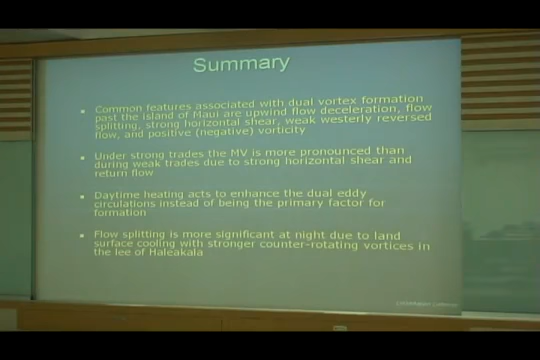 Summary
Common features associated with dual vortex formation
past the island of Maui are upwind flow deceleration, flow
splitting, strong horizontal shear, weak westerly reversed
flow, and positive (negative) vorticity
Under strong trades the MV is more pronounced than
during weak trades due to strong horizontal shear and
return flow
Daytime heating acts to enhance the dual eddy
circulations instead of being the primary factor for
formation
Flow splitting is more significant at night due to land
surface cooling with stronger counter-rotating vortices in
the lee of Haleakala